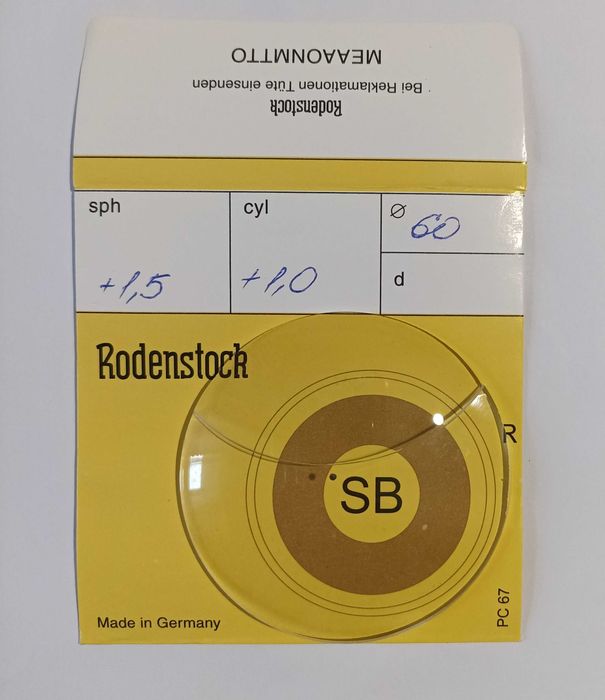 Rodenstock
Bei Reklamationen Tüte einsenden
MEAAONMTTO
sph
cyl
Ø 60
+1,5
+1,0
d
Rodenstock
R
SB
Made in Germany
PC 67